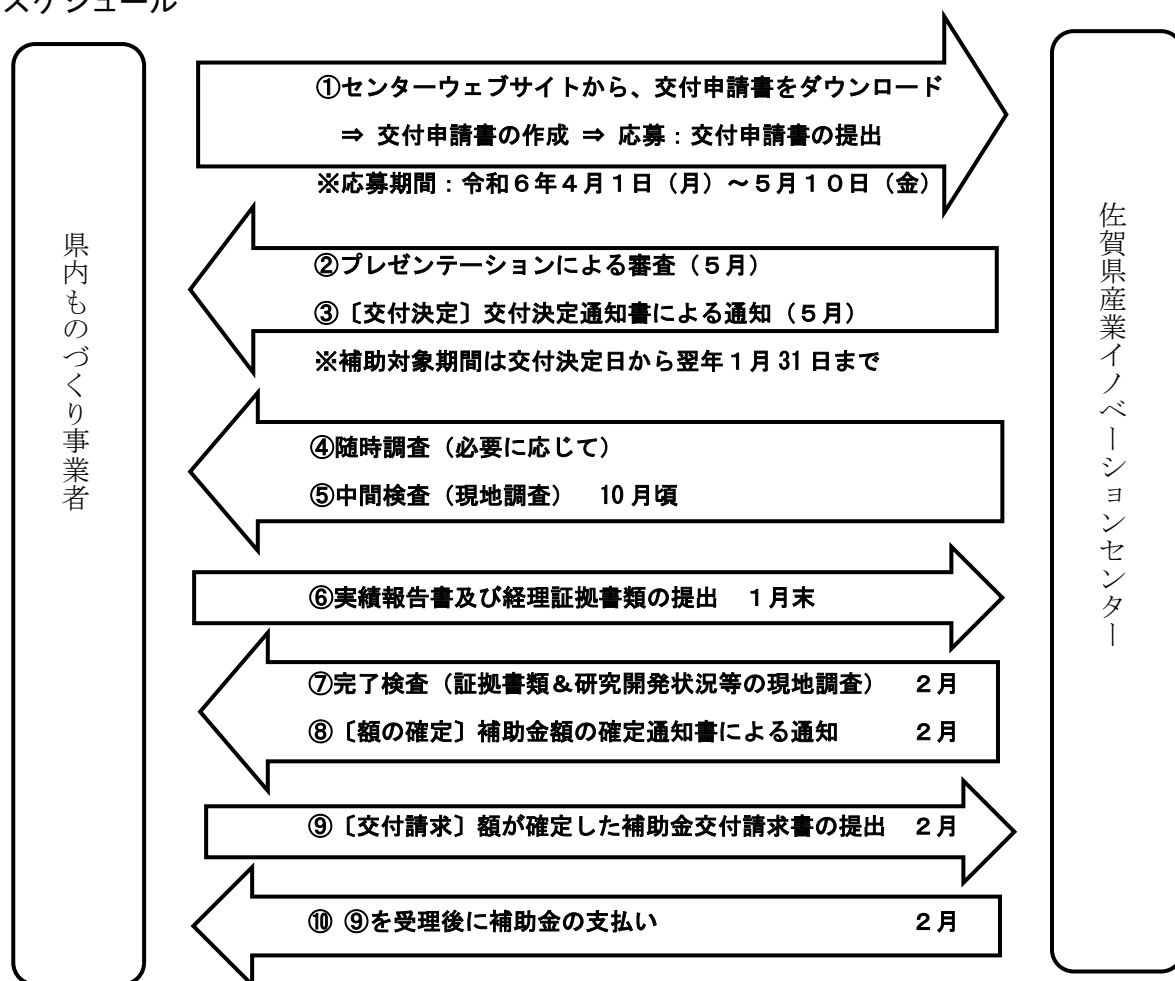 スケジュール
県内ものづくり事業者
①センターウェブサイトから、交付申請書をダウンロード
⇒ 交付申請書の作成 ⇒ 応募：交付申請書の提出
※応募期間：令和６年４月１日（月）～５月１０日（金）
②プレゼンテーションによる審査（５月）
③〔交付決定〕交付決定通知書による通知（５月）
※補助対象期間は交付決定日から翌年１月 31 日まで
④随時調査（必要に応じて）
⑤中間検査（現地調査）　10 月頃
⑥実績報告書及び経理証拠書類の提出　１月末
⑦完了検査（証拠書類＆研究開発状況等の現地調査）　２月
⑧〔額の確定〕補助金額の確定通知書による通知　２月
⑨〔交付請求〕額が確定した補助金交付請求書の提出　２月
⑩ ⑨を受理後に補助金の支払い　２月
佐賀県産業イノベーションセンター